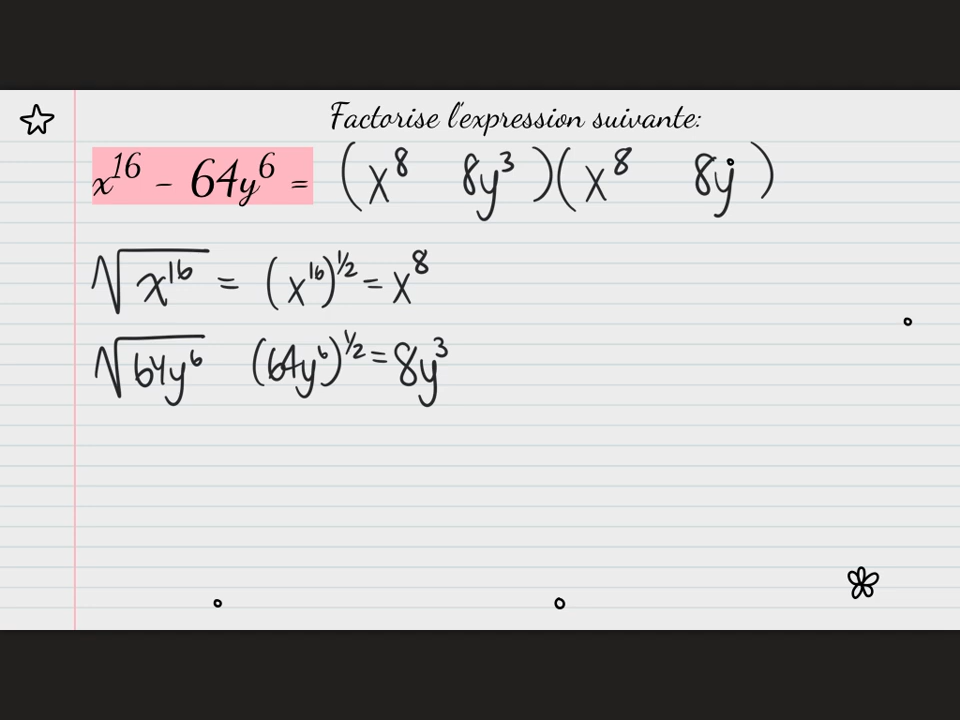 Factorise l'expression suivante:
x^16 - 64y^6 = (x^8 8y^3)(x^8 8y )
√x^16 = (x^16)^1/2 = x^8
√64y^6 (64y^6)^1/2 = 8y^3